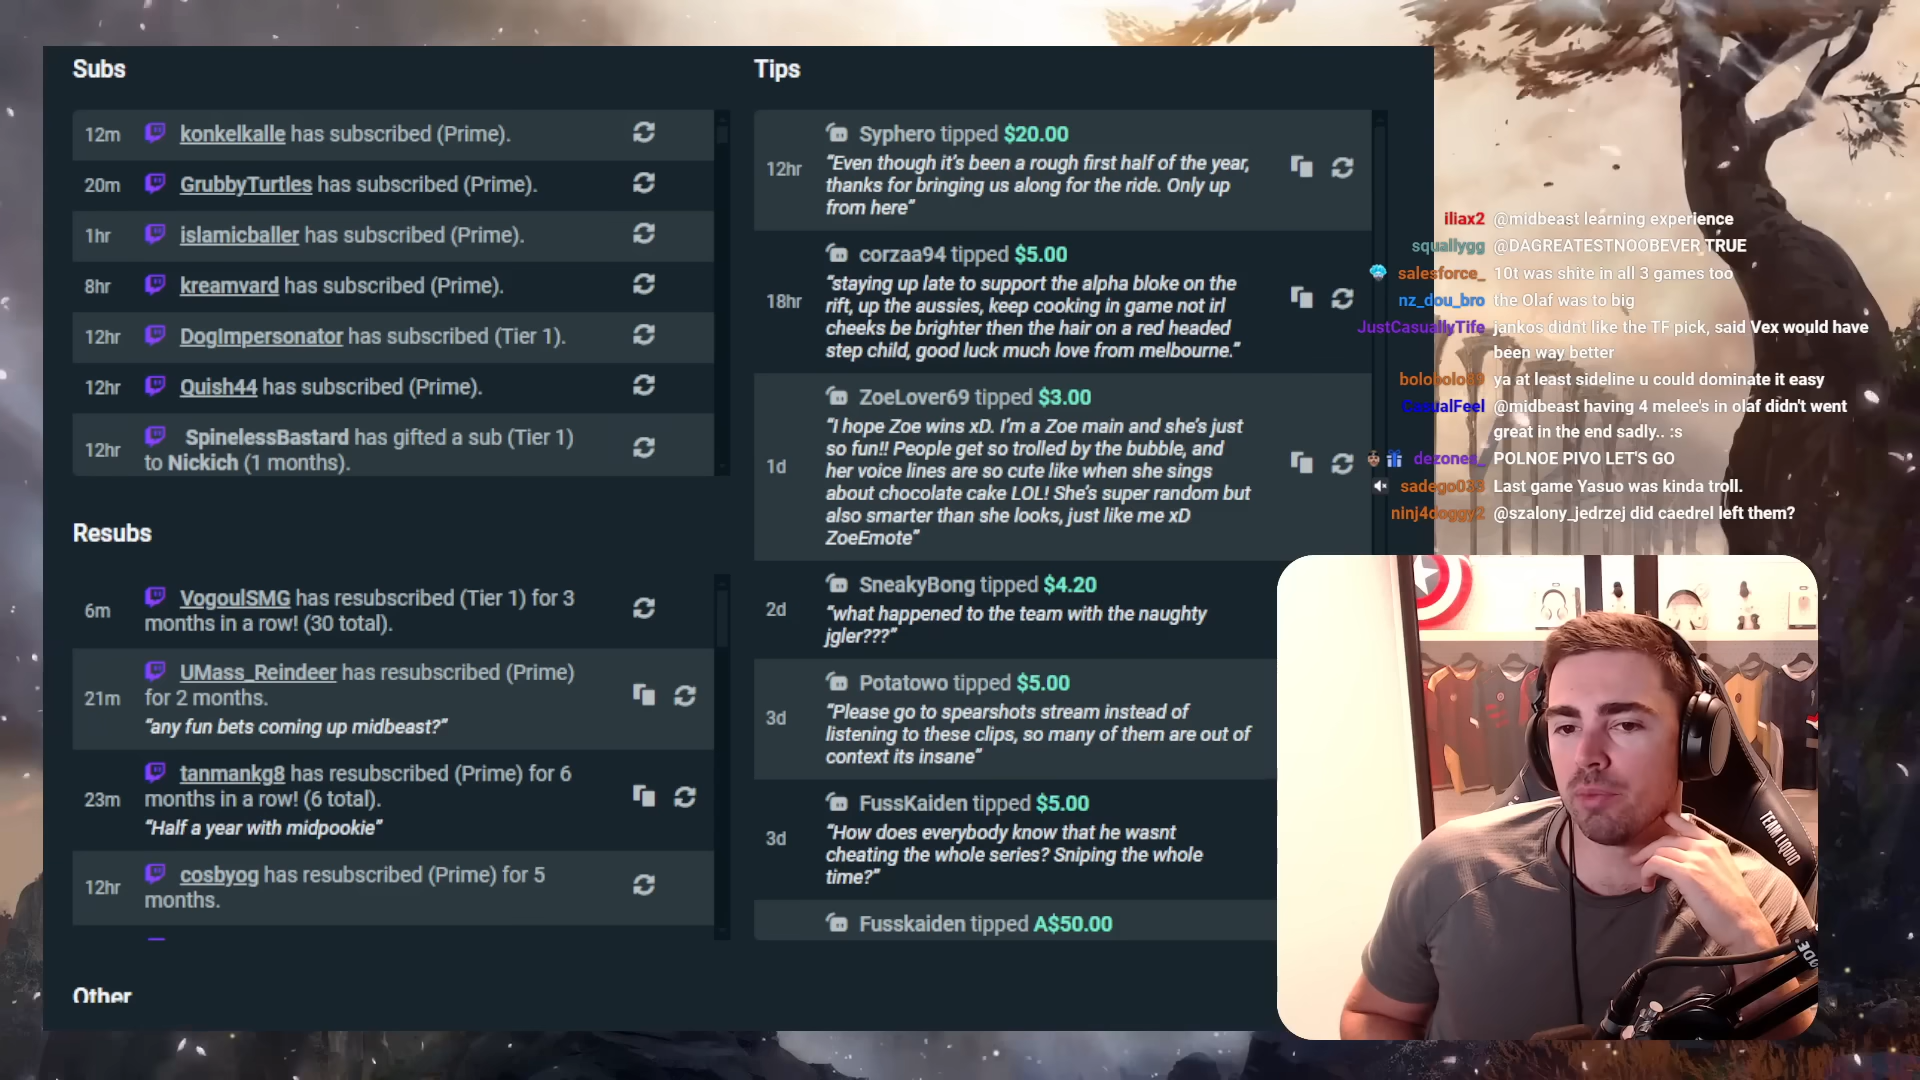 Subs
12m konkelkalle has subscribed (Prime).
20m GrubbyTurtles has subscribed (Prime).
1hr islamicballer has subscribed (Prime).
8hr kreamvard has subscribed (Prime).
12hr DogImpersonator has subscribed (Tier 1).
12hr Quish44 has subscribed (Prime).
12hr SpinelessBastard has gifted a sub (Tier 1)
to Nickich (1 months).
Resubs
6m VogoulSMG has resubscribed (Tier 1) for 3
months in a row! (30 total).
21m UMass_Reindeer has resubscribed (Prime)
for 2 months.
“any fun bets coming up midbeast?”
23m tanmankg8 has resubscribed (Prime) for 6
months in a row! (6 total).
“Half a year with midpookie”
12hr cosbyog has resubscribed (Prime) for 5
months.
Other
Tips
Syphero tipped $20.00
12hr “Even though it's been a rough first half of the year,
thanks for bringing us along for the ride. Only up
from here”
corzaa94 tipped $5.00
18hr “staying up late to support the alpha bloke on the
rift, up the aussies, keep cooking in game not irl
cheeks be brighter then the hair on a red headed
step child, good luck much love from melbourne.”
ZoeLover69 tipped $3.00
1d “I hope Zoe wins xD. I'm a Zoe main and she's just
so fun!! People get so trolled by the bubble, and
her voice lines are so cute like when she sings
about chocolate cake LOL! She's super random but
also smarter than she looks, just like me xD
ZoeEmote”
SneakyBong tipped $4.20
2d “what happened to the team with the naughty
jgler???”
Potatowo tipped $5.00
3d “Please go to spearshots stream instead of
listening to these clips, so many of them are out of
context its insane”
FussKaiden tipped $5.00
3d “How does everybody know that he wasnt
cheating the whole series? Sniping the whole
time?”
Fusskaiden tipped A$50.00
iliax2 @midbeast learning experience
squallygg @DAGREATESTNOOBEVER TRUE
salesforce_ 10t was shite in all 3 games too
nz_dou_bro the Olaf was to big
JustCasuallyTife jankos didnt like the TF pick, said Vex would have
been way better
ya at least sideline u could dominate it easy
CasualFeel @midbeast having 4 melee's in olaf didn't went
great in the end sadly.. :s
dezones_ POLNOE PIVO LET'S GO
sadego033 Last game Yasuo was kinda troll.
ninj4doggy2 @szalony_jedrzej did caedrel left them?
TEAM LIQUID